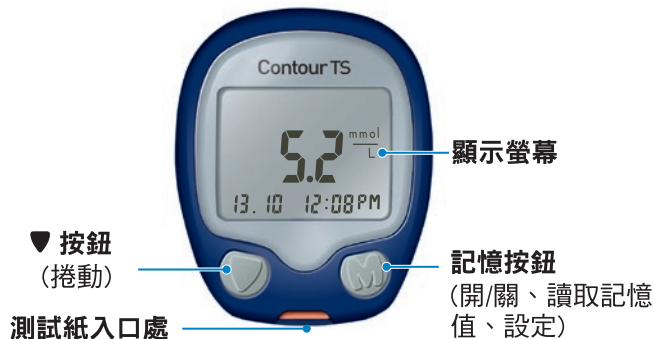 Contour TS
5.2 mmol/L
13.10 12:08PM
顯示螢幕
▼ 按鈕
(捲動)
記憶按鈕
(開/關、讀取記憶
值、設定)
測試紙入口處
M